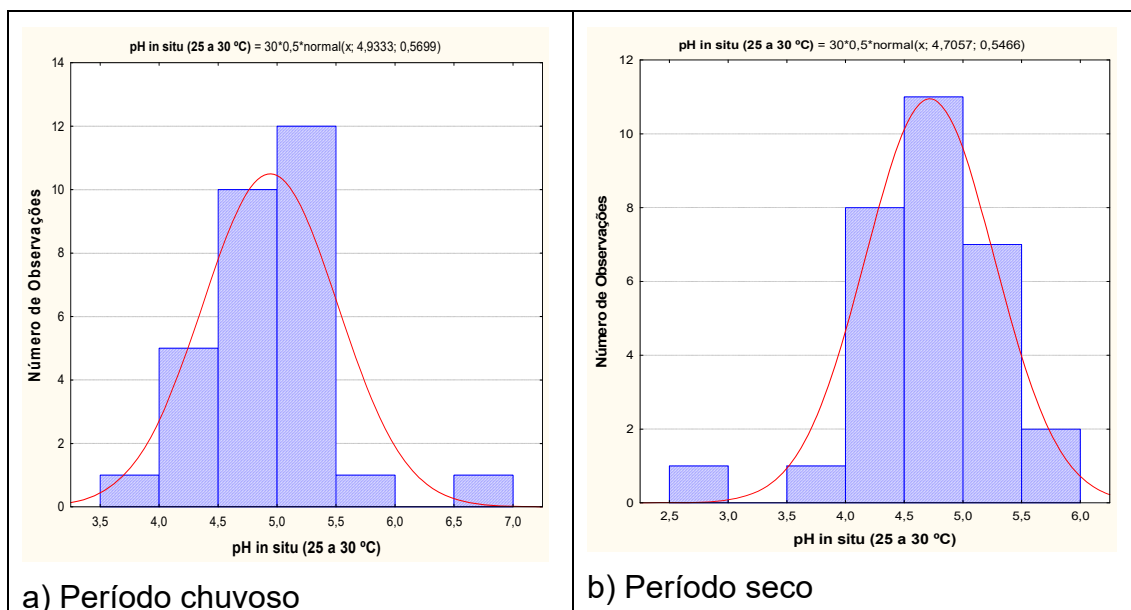 pH in situ (25 a 30 ºC) = 30*0,5*normal(x; 4,9333; 0,5699)
14
12
10
8
6
4
2
0
Número de Observações
3,5 4,0 4,5 5,0 5,5 6,0 6,5 7,0
pH in situ (25 a 30 ºC)
a) Período chuvoso
pH in situ (25 a 30 ºC) = 30*0,5*normal(x; 4,7057; 0,5466)
12
10
8
6
4
2
0
Número de Observações
2,5 3,0 3,5 4,0 4,5 5,0 5,5 6,0
pH in situ (25 a 30 ºC)
b) Período seco